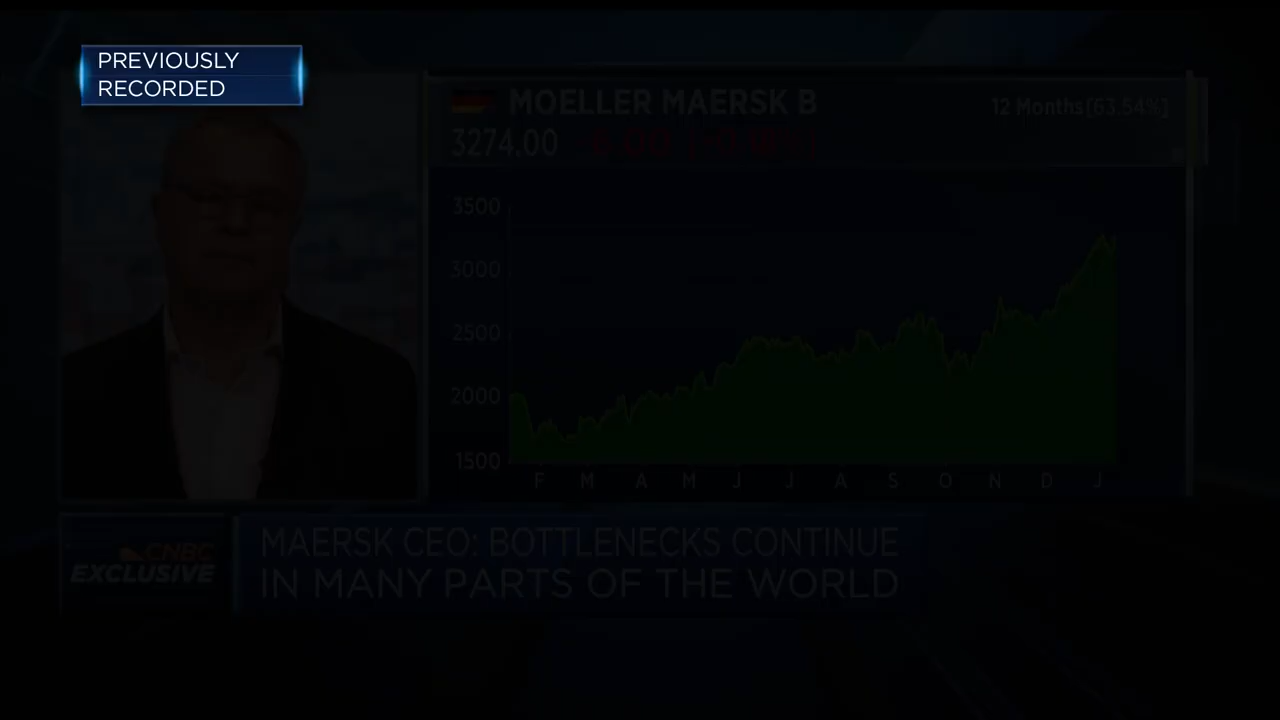 PREVIOUSLY
RECORDED
MOELLER MAERSK B
12 Months[63.54%]
3274.00
3500
3000
2500
2000
1500
F M A M J J A S O N D J
CNBC
EXCLUSIVE
MAERSK CEO: BOTTLENECKS CONTINUE
IN MANY PARTS OF THE WORLD